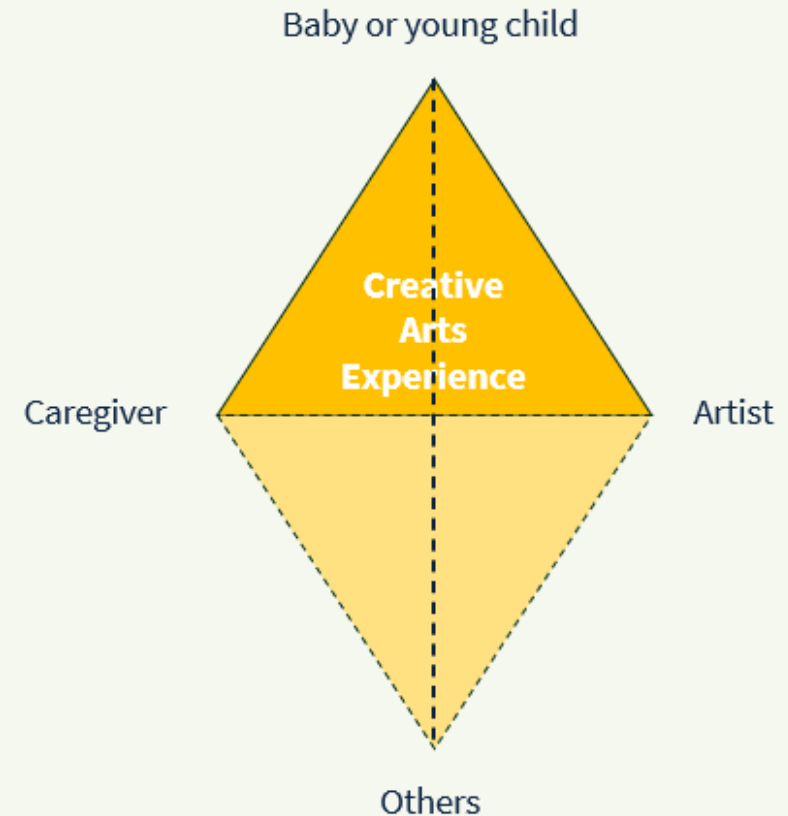 Baby or young child
Creative
Arts
Experience
Caregiver
Artist
Others